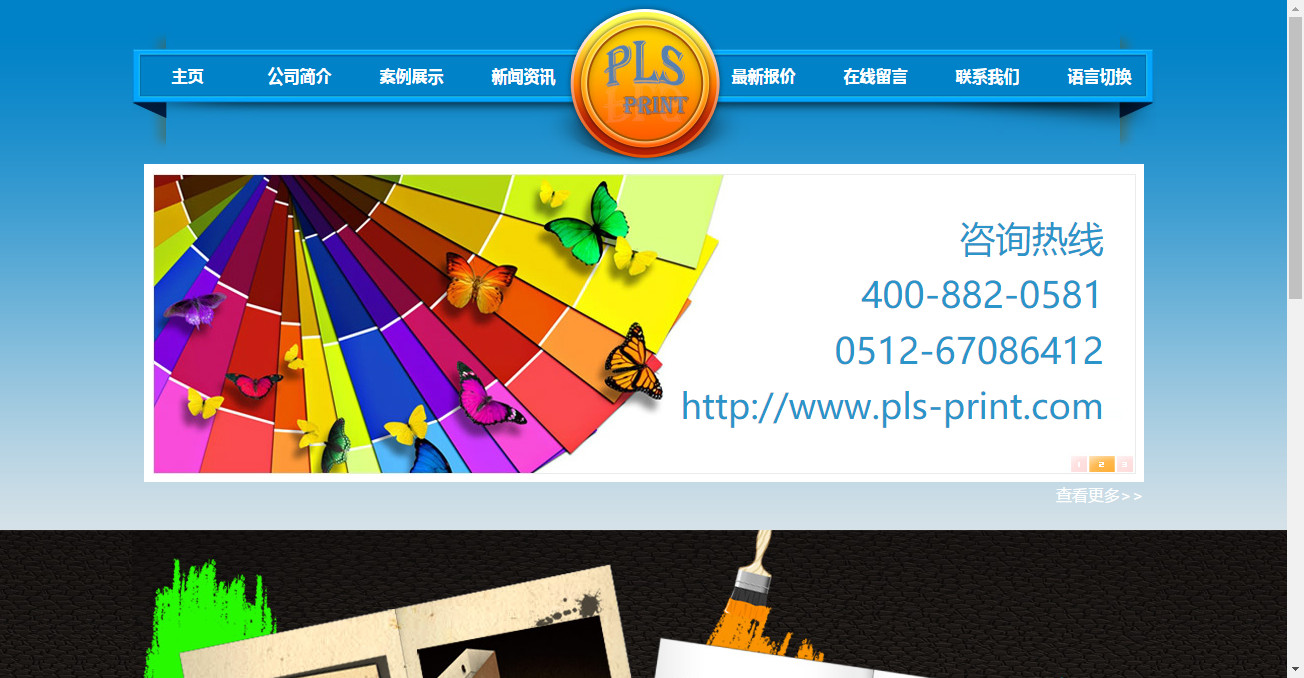 主页 公司简介 案例展示 新闻资讯 PLS 最新报价 在线留言 联系我们 语言切换
PRINT
咨询热线
400-882-0581
0512-67086412
http://www.pls-print.com
1 2 3
查看更多>>